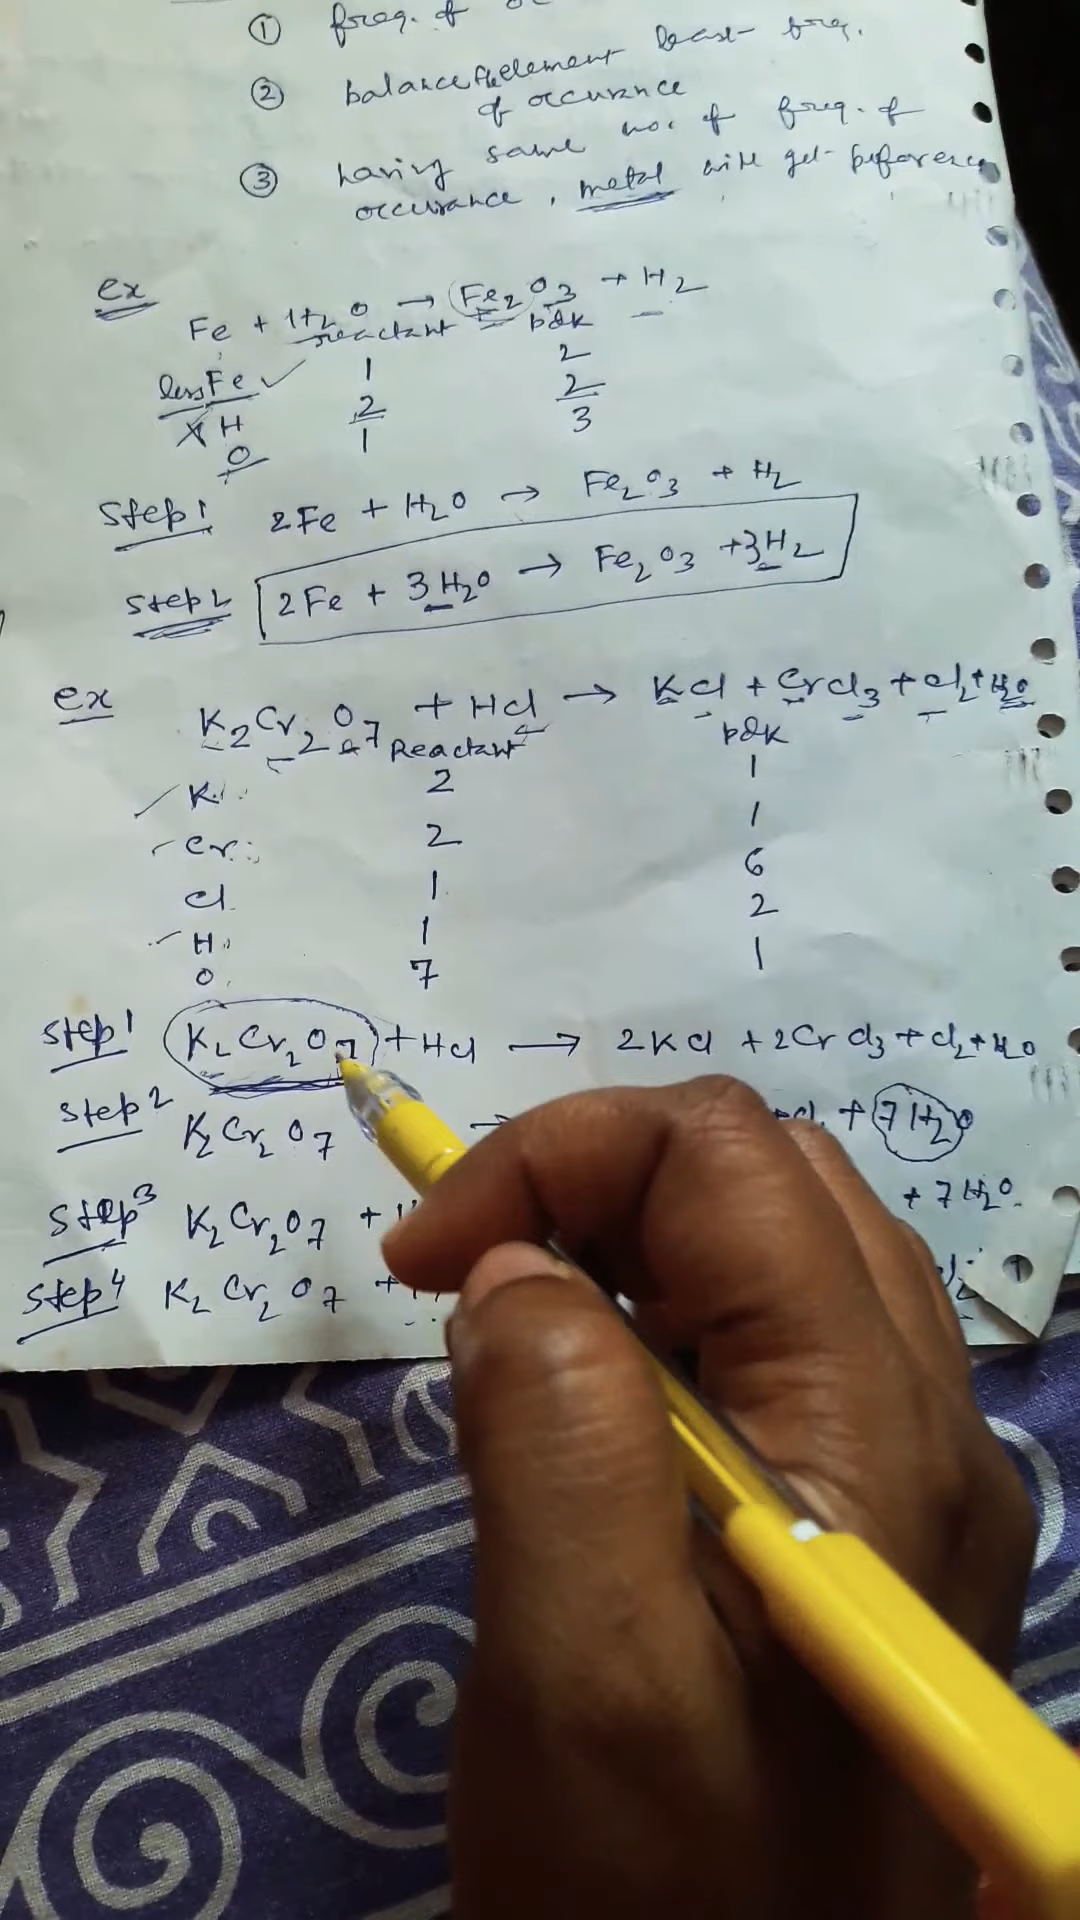 ① freq. of
② balance the element least freq.
of occurance
③ having same no. of freq. of
occurance, metal will get preference
ex
Fe + H₂O → Fe₂O₃ + H₂
reactant pdk
less Fe ✓ 1 2
H 2 2
O 1 3
Step 1 2Fe + H₂O → Fe₂O₃ + H₂
Step 2 2Fe + 3H₂O → Fe₂O₃ + 3H₂
ex K₂Cr₂O₇ + Hcl → Kcl + Crcl₃ + cl₂ + H₂O
Reactant pdk
K 2 1
Cr 2 1
cl 1 6
H 1 2
O 7 1
Step 1 K₂Cr₂O₇ + Hcl → 2Kcl + 2Crcl₃ + cl₂ + H₂O
Step 2 K₂Cr₂O₇ → + 7H₂O
Step 3 K₂Cr₂O₇ + + 7H₂O
Step 4 K₂Cr₂O₇ +